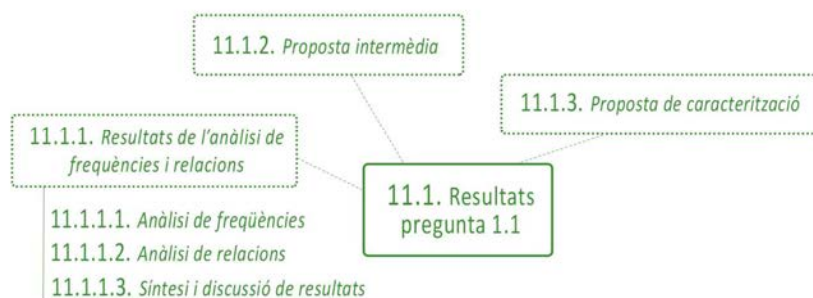 11.1.2. Proposta intermèdia
11.1.3. Proposta de caracterització
11.1.1. Resultats de l'anàlisi de
frequències i relacions
11.1. Resultats
pregunta 1.1
11.1.1.1. Anàlisi de freqüències
11.1.1.2. Anàlisi de relacions
11.1.1.3. Síntesi i discussió de resultats